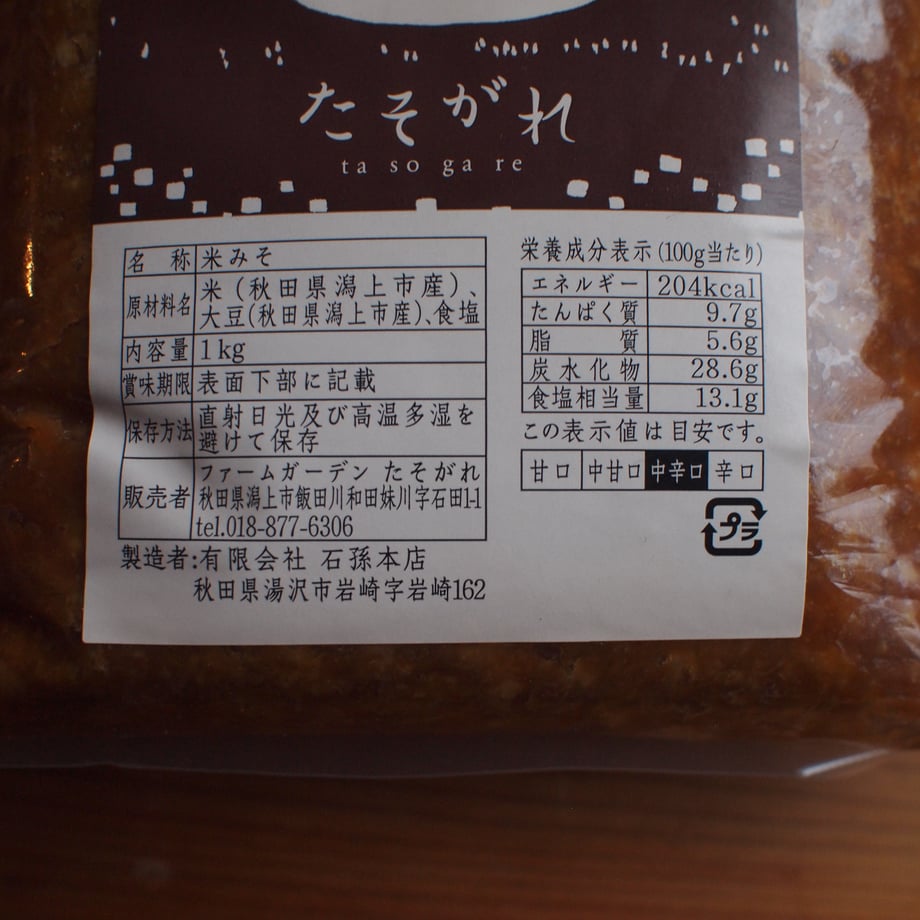 たそがれ
ta so ga re
名 称 米みそ
原材料名 米(秋田県潟上市産)、
大豆(秋田県潟上市産)、食塩
内容量 1kg
賞味期限 表面下部に記載
保存方法 直射日光及び高温多湿を
避けて保存
販売者 ファームガーデン たそがれ
秋田県潟上市飯田川和田妹川字石田1-1
tel.018-877-6306
製造者:有限会社 石孫本店
秋田県湯沢市岩崎字岩崎162
栄養成分表示(100g当たり)
エネルギー 204kcal
たんぱく質 9.7g
脂 質 5.6g
炭水化物 28.6g
食塩相当量 13.1g
この表示値は目安です。
甘口 中甘口 中辛口 辛口
プラ